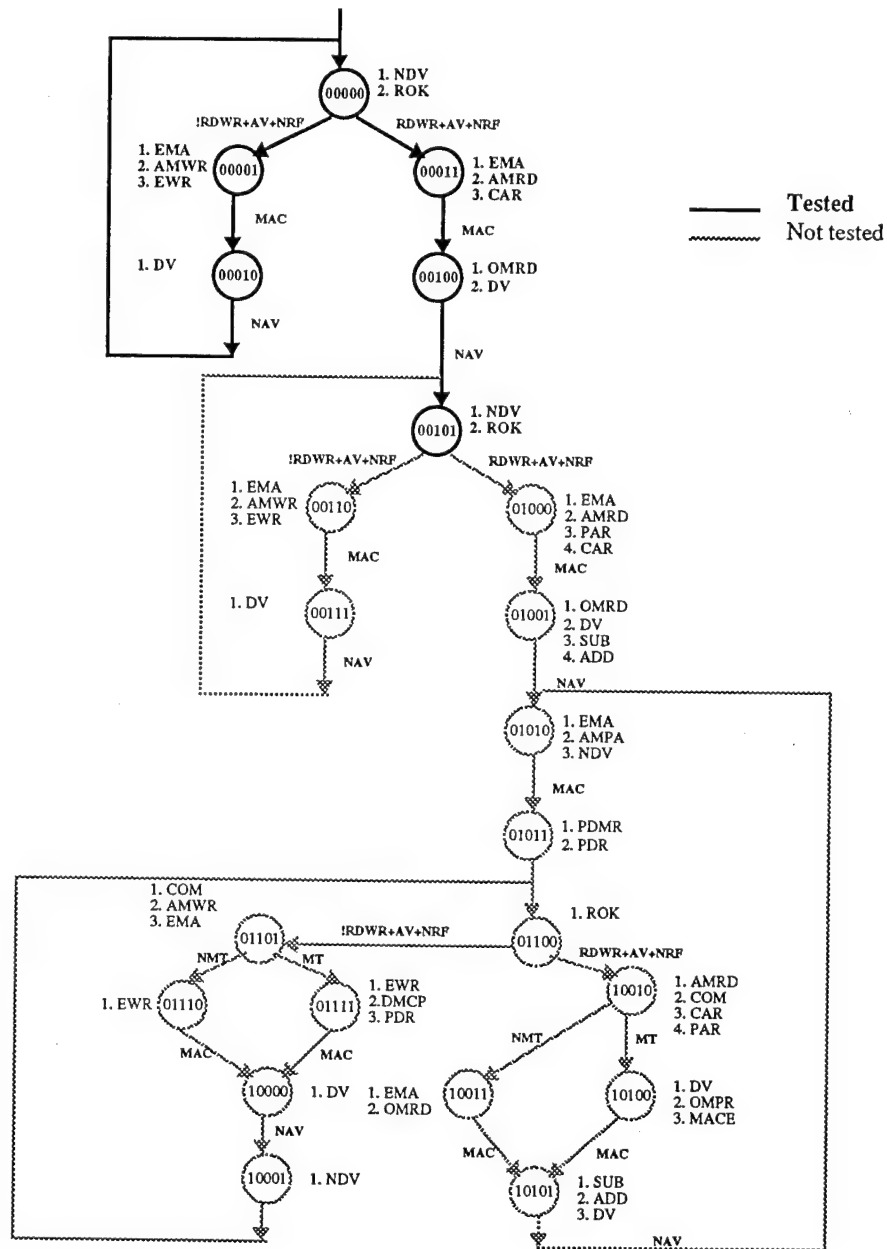 1. NDV
2. ROK
00000
!RDWR+AV+NRF
RDWR+AV+NRF
1. EMA
2. AMWR
3. EWR
00001
00011
1. EMA
2. AMRD
3. CAR
MAC
MAC
Tested
Not tested
1. DV
00010
00100
1. OMRD
2. DV
NAV
NAV
00101
1. NDV
2. ROK
!RDWR+AV+NRF
RDWR+AV+NRF
1. EMA
2. AMWR
3. EWR
00110
01000
1. EMA
2. AMRD
3. PAR
4. CAR
MAC
MAC
1. DV
00111
01001
1. OMRD
2. DV
3. SUB
4. ADD
NAV
NAV
01010
1. EMA
2. AMPA
3. NDV
MAC
01011
1. PDMR
2. PDR
1. COM
2. AMWR
3. EMA
1. ROK
01101
!RDWR+AV+NRF
01100
RDWR+AV+NRF
NMT
MT
1. EWR
01110
01111
1. EWR
2.DMCP
3. PDR
10010
1. AMRD
2. COM
3. CAR
4. PAR
NMT
MT
MAC
MAC
10000
1. DV
1. EMA
2. OMRD
10011
10100
1. DV
2. OMPR
3. MACE
NAV
MAC
MAC
10001
1. NDV
10101
1. SUB
2. ADD
3. DV
NAV